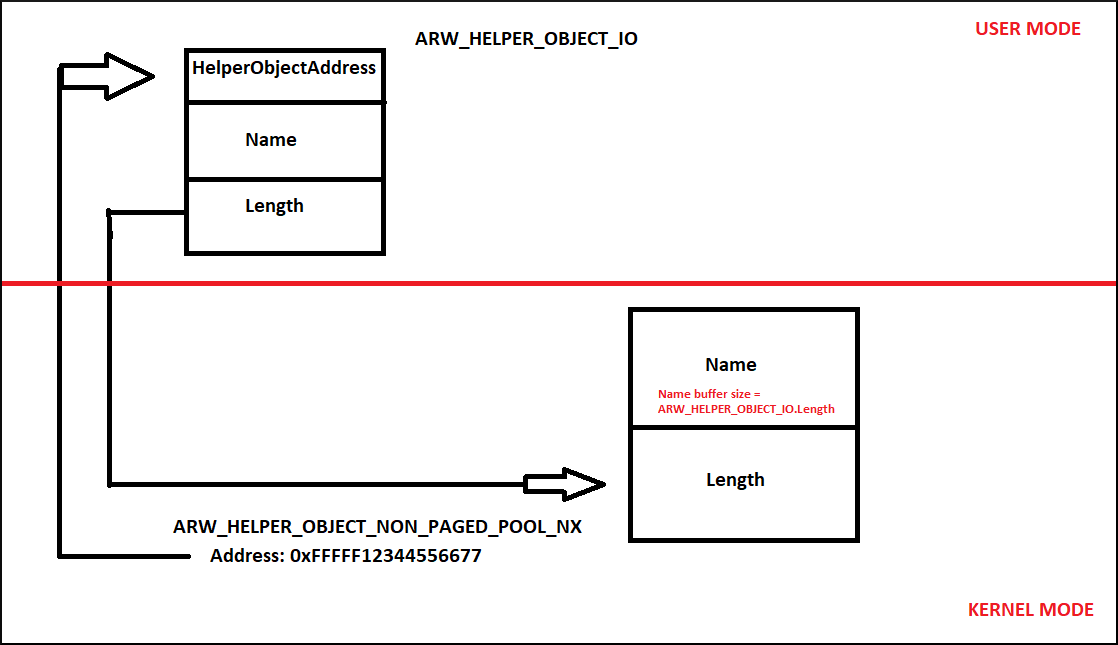 ARW_HELPER_OBJECT_IO
USER MODE
HelperObjectAddress
Name
Length
Name
Name buffer size =
ARW_HELPER_OBJECT_IO.Length
Length
ARW_HELPER_OBJECT_NON_PAGED_POOL_NX
Address: 0xFFFFF12344556677
KERNEL MODE